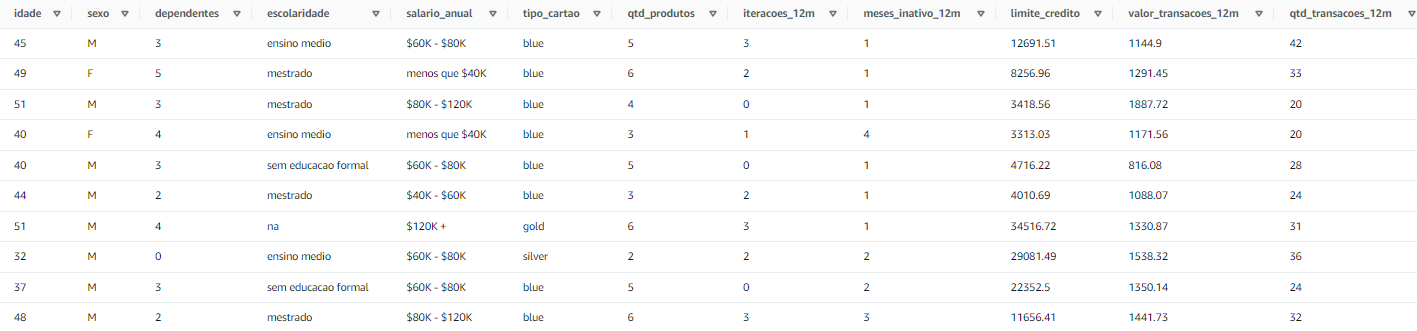 idade sexo dependentes escolaridade salario_anual tipo_cartao qtd_produtos iteracoes_12m meses_inativo_12m limite_credito valor_transacoes_12m qtd_transacoes_12m
45 M 3 ensino medio $60K - $80K blue 5 3 1 12691.51 1144.9 42
49 F 5 mestrado menos que $40K blue 6 2 1 8256.96 1291.45 33
51 M 3 mestrado $80K - $120K blue 4 0 1 3418.56 1887.72 20
40 F 4 ensino medio menos que $40K blue 3 1 4 3313.03 1171.56 20
40 M 3 sem educacao formal $60K - $80K blue 5 0 1 4716.22 816.08 28
44 M 2 mestrado $40K - $60K blue 3 2 1 4010.69 1088.07 24
51 M 4 na $120K + gold 6 3 1 34516.72 1330.87 31
32 M 0 ensino medio $60K - $80K silver 2 2 2 29081.49 1538.32 36
37 M 3 sem educacao formal $60K - $80K blue 5 0 2 22352.5 1350.14 24
48 M 2 mestrado $80K - $120K blue 6 3 3 11656.41 1441.73 32